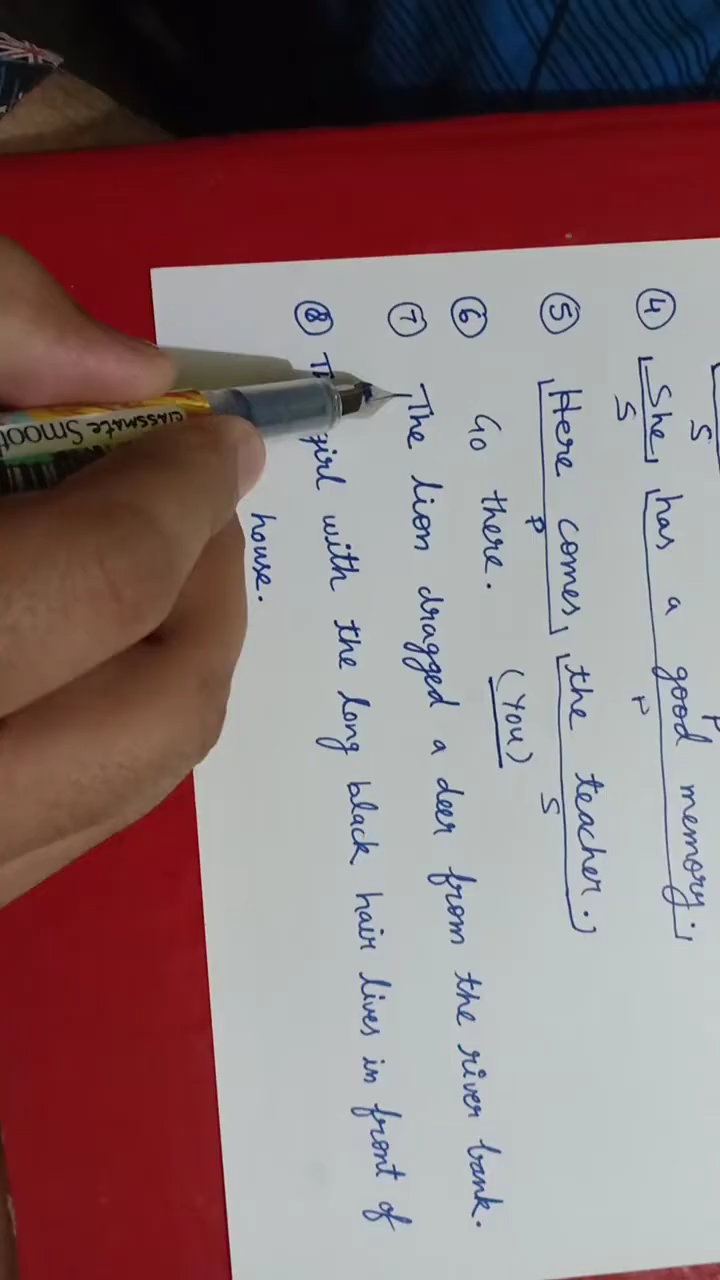 S
P
④ She has a good memory.
S P
⑤ Here comes the teacher.
P S
⑥ Go there. (You)
⑦ The lion dragged a deer from the river bank.
⑧ girl with the long black hair lives in front of
house.
classmate Smoot